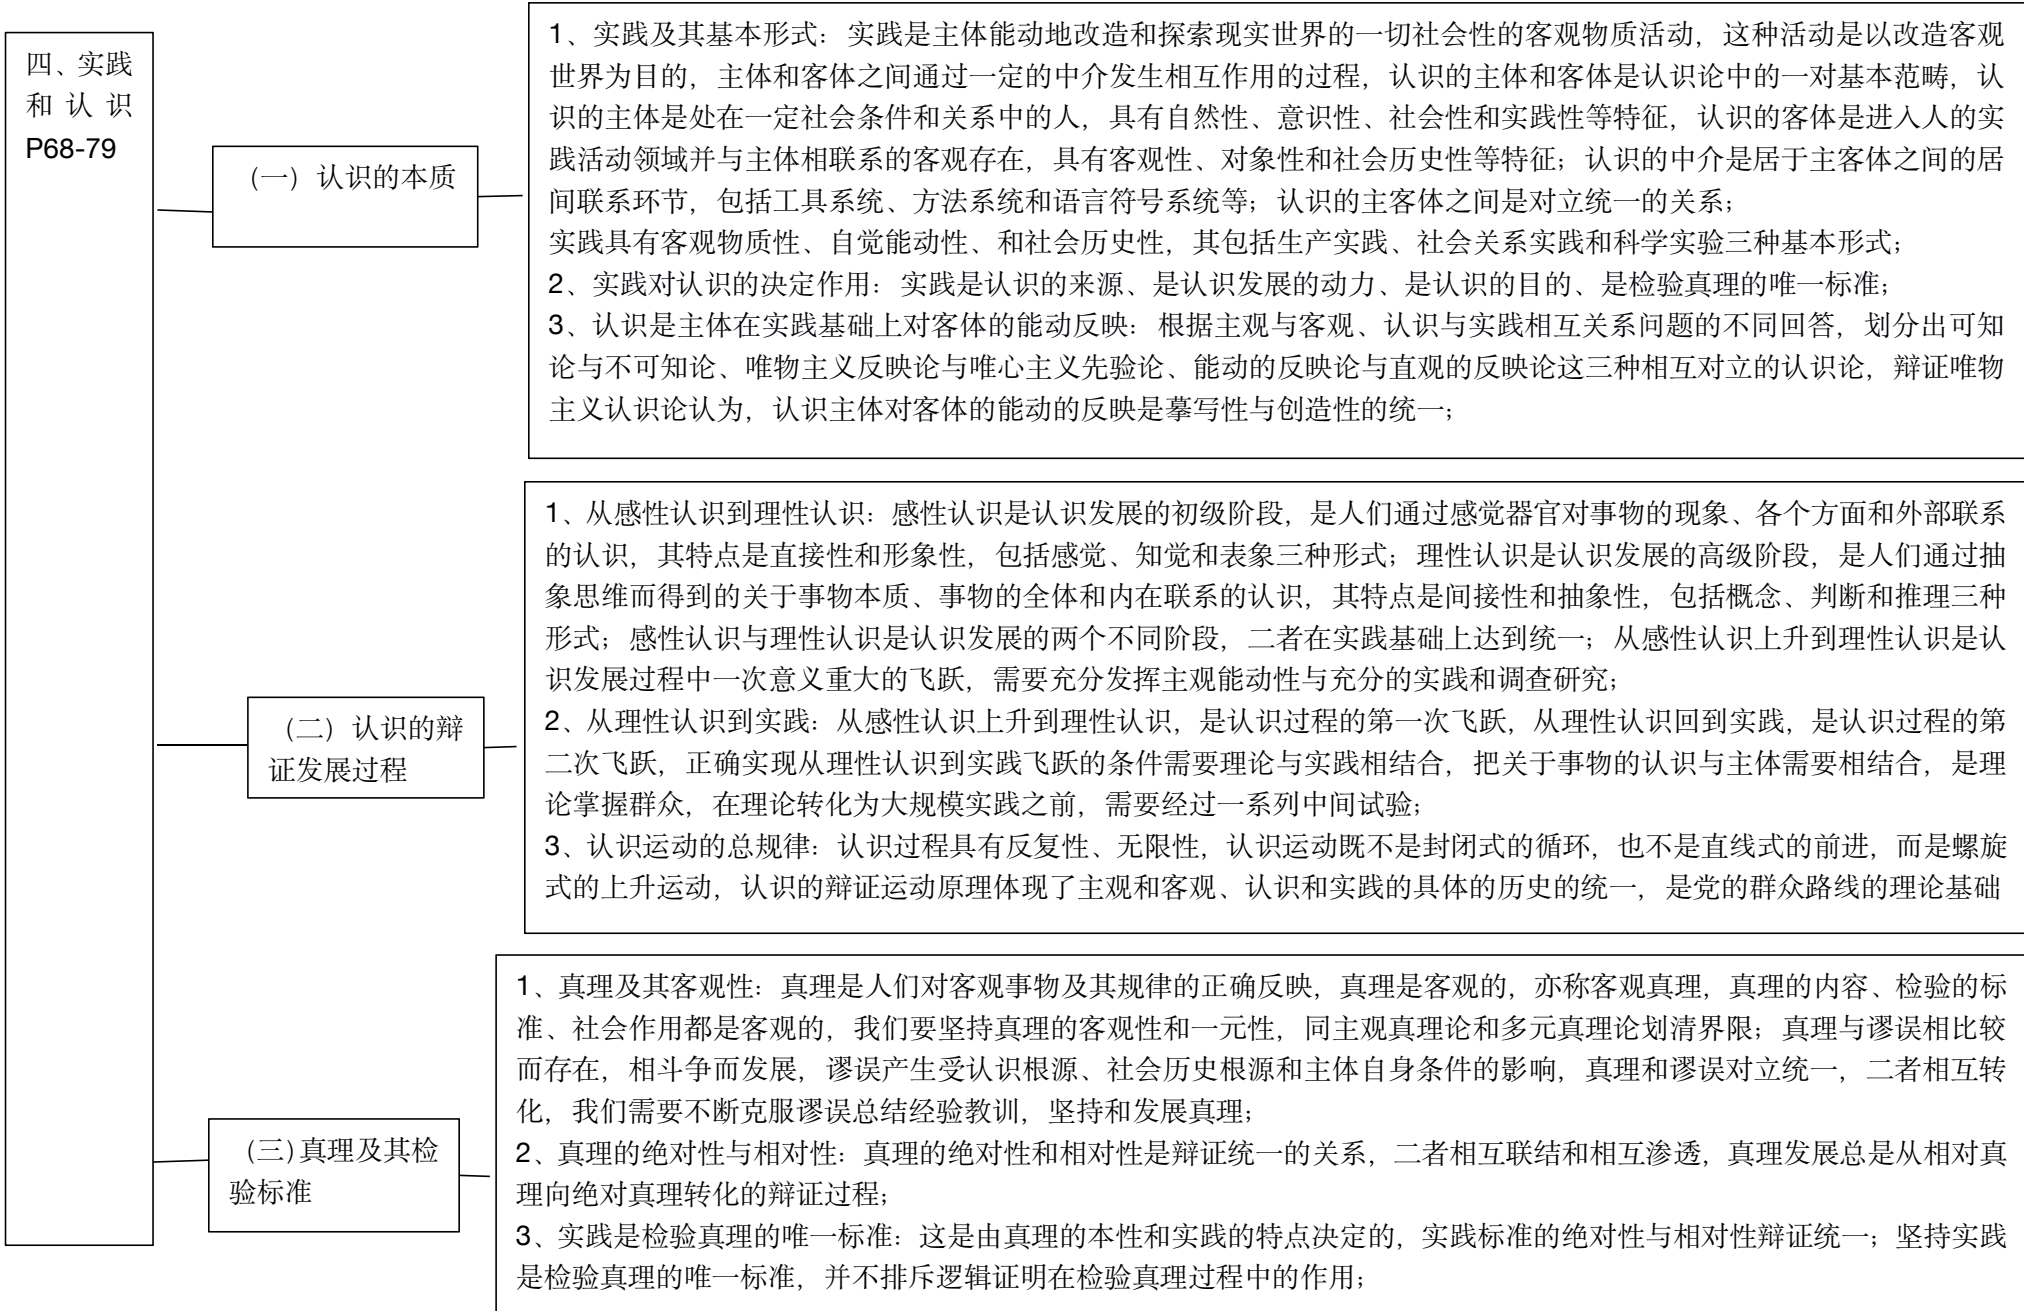 四、实践
和认识
P68-79
（一）认识的本质
1、实践及其基本形式：实践是主体能动地改造和探索现实世界的一切社会性的客观物质活动，这种活动是以改造客观
世界为目的，主体和客体之间通过一定的中介发生相互作用的过程，认识的主体和客体是认识论中的一对基本范畴，认
识的主体是处在一定社会条件和关系中的人，具有自然性、意识性、社会性和实践性等特征，认识的客体是进入人的实
践活动领域并与主体相联系的客观存在，具有客观性、对象性和社会历史性等特征；认识的中介是居于主客体之间的居
间联系环节，包括工具系统、方法系统和语言符号系统等；认识的主客体之间是对立统一的关系；
实践具有客观物质性、自觉能动性、和社会历史性，其包括生产实践、社会关系实践和科学实验三种基本形式；
2、实践对认识的决定作用：实践是认识的来源、是认识发展的动力、是认识的目的、是检验真理的唯一标准；
3、认识是主体在实践基础上对客体的能动反映：根据主观与客观、认识与实践相互关系问题的不同回答，划分出可知
论与不可知论、唯物主义反映论与唯心主义先验论、能动的反映论与直观的反映论这三种相互对立的认识论，辩证唯物
主义认识论认为，认识主体对客体的能动的反映是摹写性与创造性的统一；
（二）认识的辩
证发展过程
1、从感性认识到理性认识：感性认识是认识发展的初级阶段，是人们通过感觉器官对事物的现象、各个方面和外部联系
的认识，其特点是直接性和形象性，包括感觉、知觉和表象三种形式；理性认识是认识发展的高级阶段，是人们通过抽
象思维而得到的关于事物本质、事物的全体和内在联系的认识，其特点是间接性和抽象性，包括概念、判断和推理三种
形式；感性认识与理性认识是认识发展的两个不同阶段，二者在实践基础上达到统一；从感性认识上升到理性认识是认
识发展过程中一次意义重大的飞跃，需要充分发挥主观能动性与充分的实践和调查研究；
2、从理性认识到实践：从感性认识上升到理性认识，是认识过程的第一次飞跃，从理性认识回到实践，是认识过程的第
二次飞跃，正确实现从理性认识到实践飞跃的条件需要理论与实践相结合，把关于事物的认识与主体需要相结合，是理
论掌握群众，在理论转化为大规模实践之前，需要经过一系列中间试验；
3、认识运动的总规律：认识过程具有反复性、无限性，认识运动既不是封闭式的循环，也不是直线式的前进，而是螺旋
式的上升运动，认识的辩证运动原理体现了主观和客观、认识和实践的具体的历史的统一，是党的群众路线的理论基础
（三）真理及其检
验标准
1、真理及其客观性：真理是人们对客观事物及其规律的正确反映，真理是客观的，亦称客观真理，真理的内容、检验的标
准、社会作用都是客观的，我们要坚持真理的客观性和一元性，同主观真理论和多元真理论划清界限；真理与谬误相比较
而存在，相斗争而发展，谬误产生受认识根源、社会历史根源和主体自身条件的影响，真理和谬误对立统一，二者相互转
化，我们需要不断克服谬误总结经验教训，坚持和发展真理；
2、真理的绝对性与相对性：真理的绝对性和相对性是辩证统一的关系，二者相互联结和相互渗透，真理发展总是从相对真
理向绝对真理转化的辩证过程；
3、实践是检验真理的唯一标准：这是由真理的本性和实践的特点决定的，实践标准的绝对性与相对性辩证统一；坚持实践
是检验真理的唯一标准，并不排斥逻辑证明在检验真理过程中的作用；